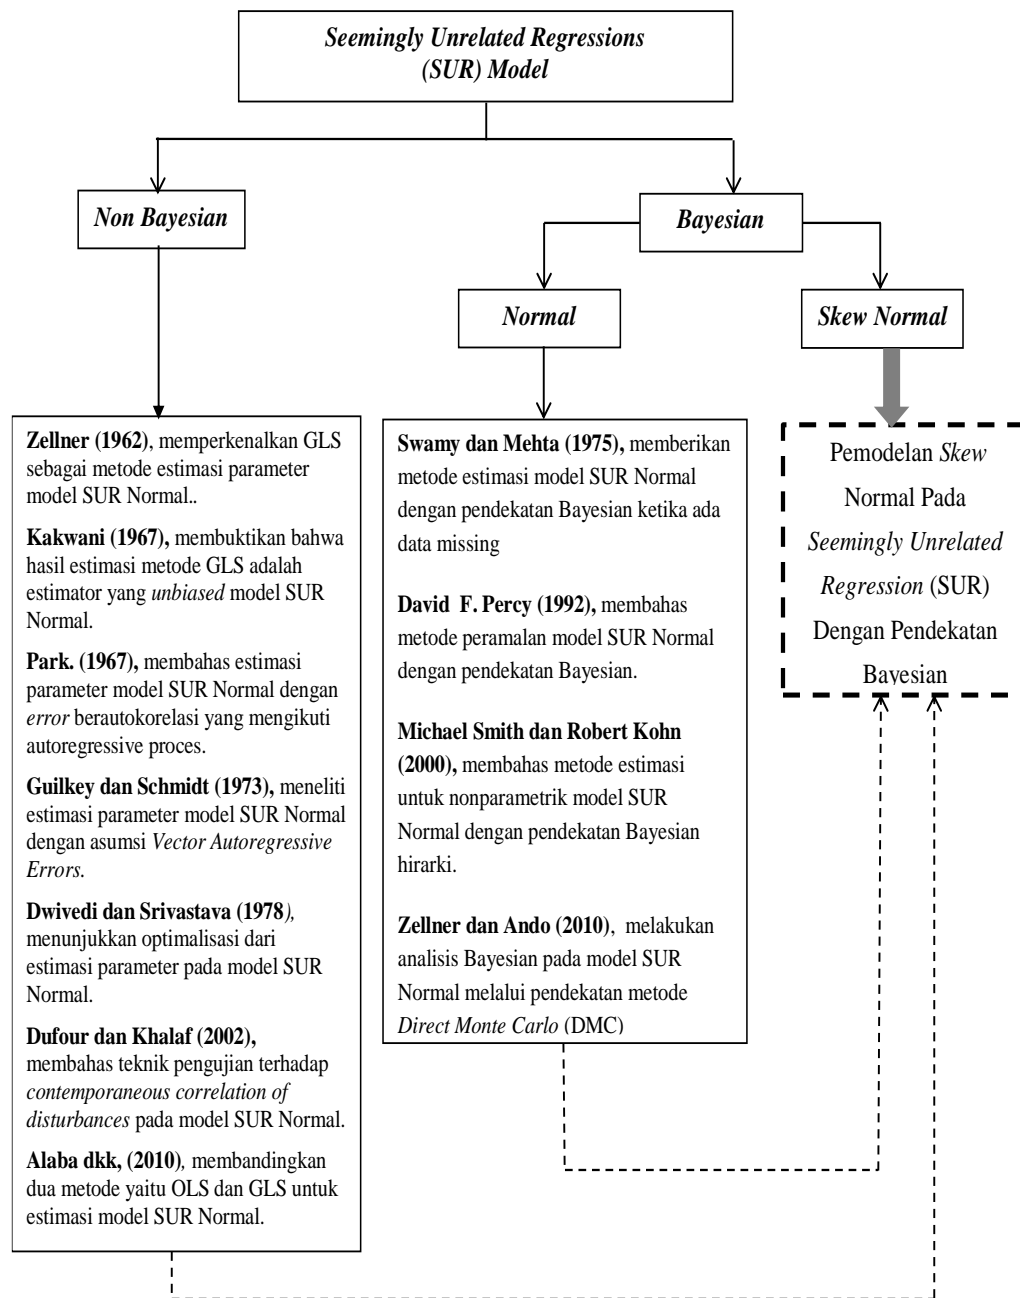 Seemingly Unrelated Regressions
(SUR) Model
Non Bayesian
Bayesian
Normal
Skew Normal
Zellner (1962), memperkenalkan GLS
sebagai metode estimasi parameter
model SUR Normal..
Kakwani (1967), membuktikan bahwa
hasil estimasi metode GLS adalah
estimator yang unbiased model SUR
Normal.
Park. (1967), membahas estimasi
parameter model SUR Normal dengan
error berautokorelasi yang mengikuti
autoregressive proces.
Guilkey dan Schmidt (1973), meneliti
estimasi parameter model SUR Normal
dengan asumsi Vector Autoregressive
Errors.
Dwivedi dan Srivastava (1978),
menunjukkan optimalisasi dari
estimasi parameter pada model SUR
Normal.
Dufour dan Khalaf (2002),
membahas teknik pengujian terhadap
contemporaneous correlation of
disturbances pada model SUR Normal.
Alaba dkk, (2010), membandingkan
dua metode yaitu OLS dan GLS untuk
estimasi model SUR Normal.
Swamy dan Mehta (1975), memberikan
metode estimasi model SUR Normal
dengan pendekatan Bayesian ketika ada
data missing
David F. Percy (1992), membahas
metode peramalan model SUR Normal
dengan pendekatan Bayesian.
Michael Smith dan Robert Kohn
(2000), membahas metode estimasi
untuk nonparametrik model SUR
Normal dengan pendekatan Bayesian
hirarki.
Zellner dan Ando (2010), melakukan
analisis Bayesian pada model SUR
Normal melalui pendekatan metode
Direct Monte Carlo (DMC)
Pemodelan Skew
Normal Pada
Seemingly Unrelated
Regression (SUR)
Dengan Pendekatan
Bayesian